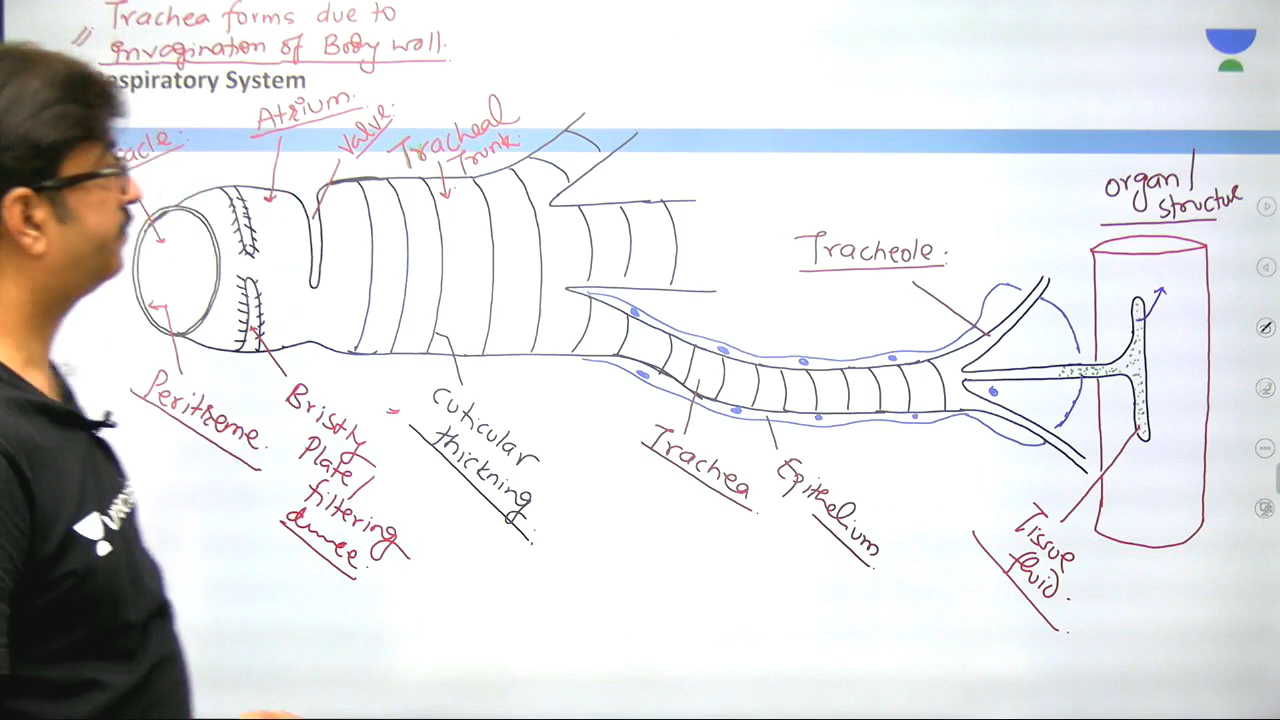 Trachea forms due to
Invagination of Body wall.
spiratory System
Atrium.
Valve.
Tracheal
Trunk
acle.
organ/
structure
Tracheole.
Peritreme.
Bristly
Plate/
filtering
cuticular
thickning.
Trachea
Epithelium
Tissue
fluid.